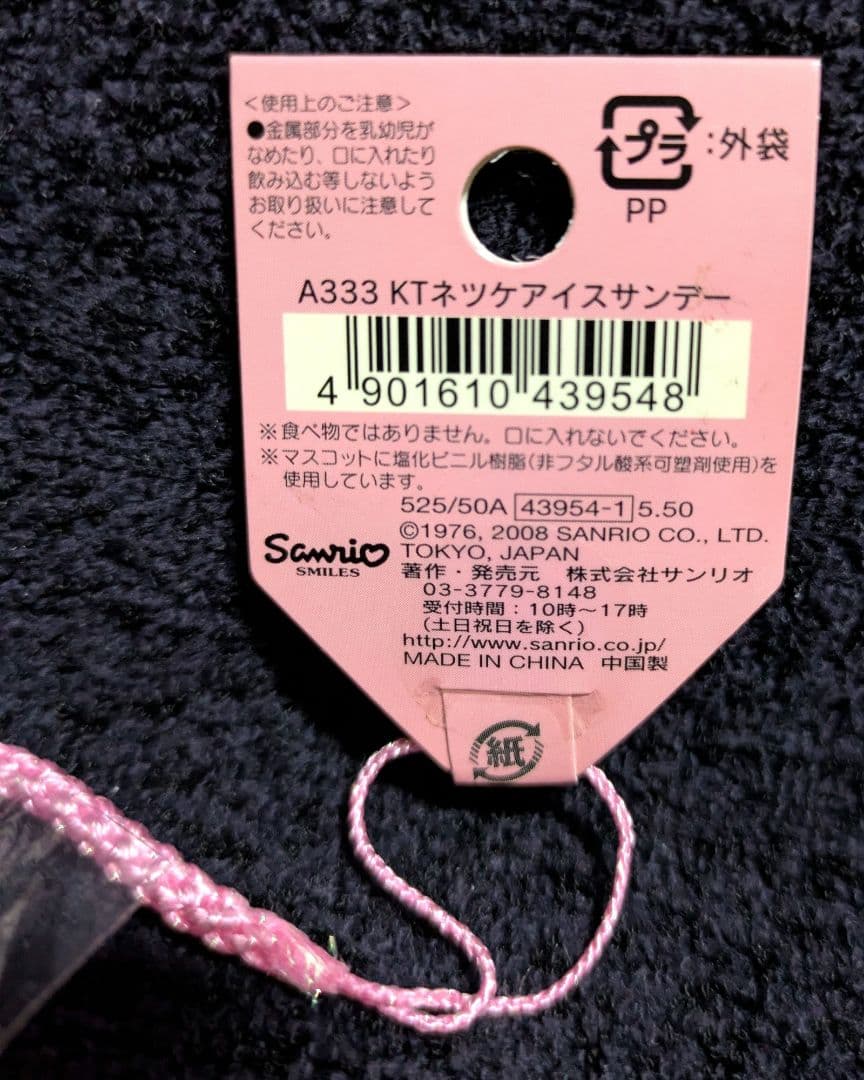 <使用上のご注意>
●金属部分を乳幼児が
なめたり、口に入れたり
飲み込む等しないよう
お取り扱いに注意して
ください。
プラ:外袋
PP
A333 KTネツケアイスサンデー
4 901610 439548
※食べ物ではありません。口に入れないでください。
※マスコットに塩化ビニル樹脂(非フタル酸系可塑剤使用)を
使用しています。
525/50A 43954-1 5.50
©1976, 2008 SANRIO CO., LTD.
TOKYO, JAPAN
Sanrio
SMILES
著作・発売元 株式会社サンリオ
03-3779-8148
受付時間:10時～17時
(土日祝日を除く)
http://www.sanrio.co.jp/
MADE IN CHINA 中国製
紙